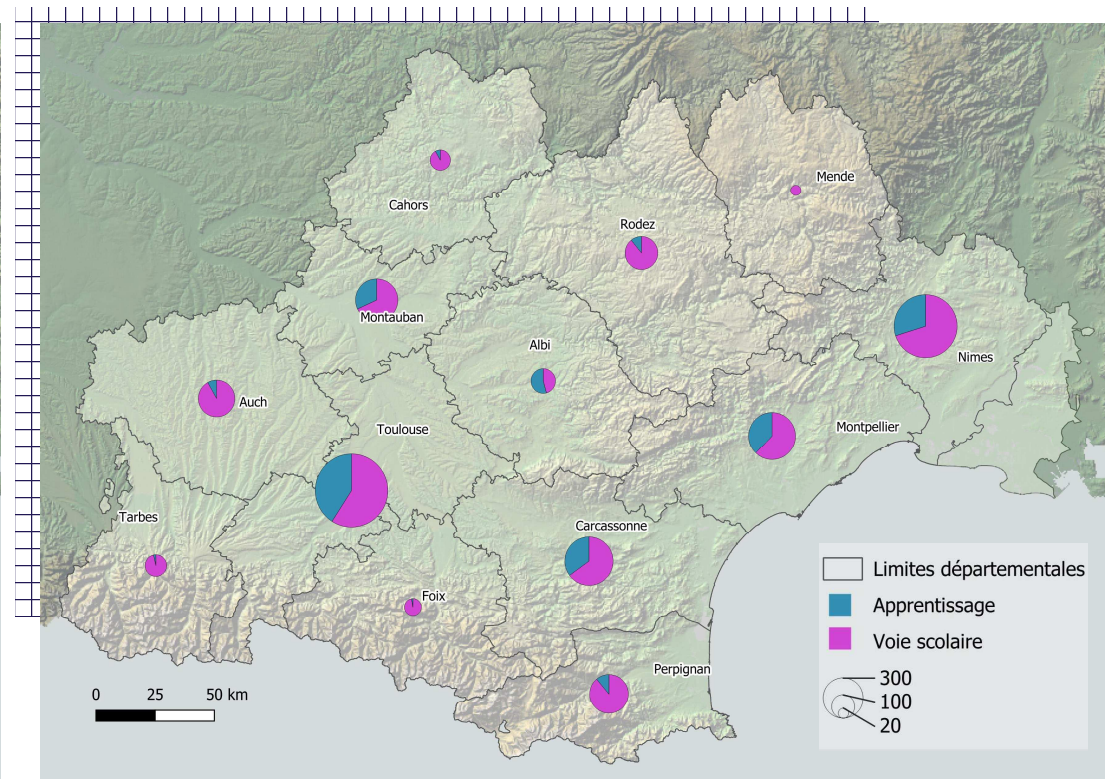 Mende
Cahors
Rodez
Montauban
Albi
Nimes
Auch
Toulouse
Montpellier
Tarbes
Carcassonne
Foix
Perpignan
Limites départementales
Apprentissage
Voie scolaire
300
100
20
0 25 50 km